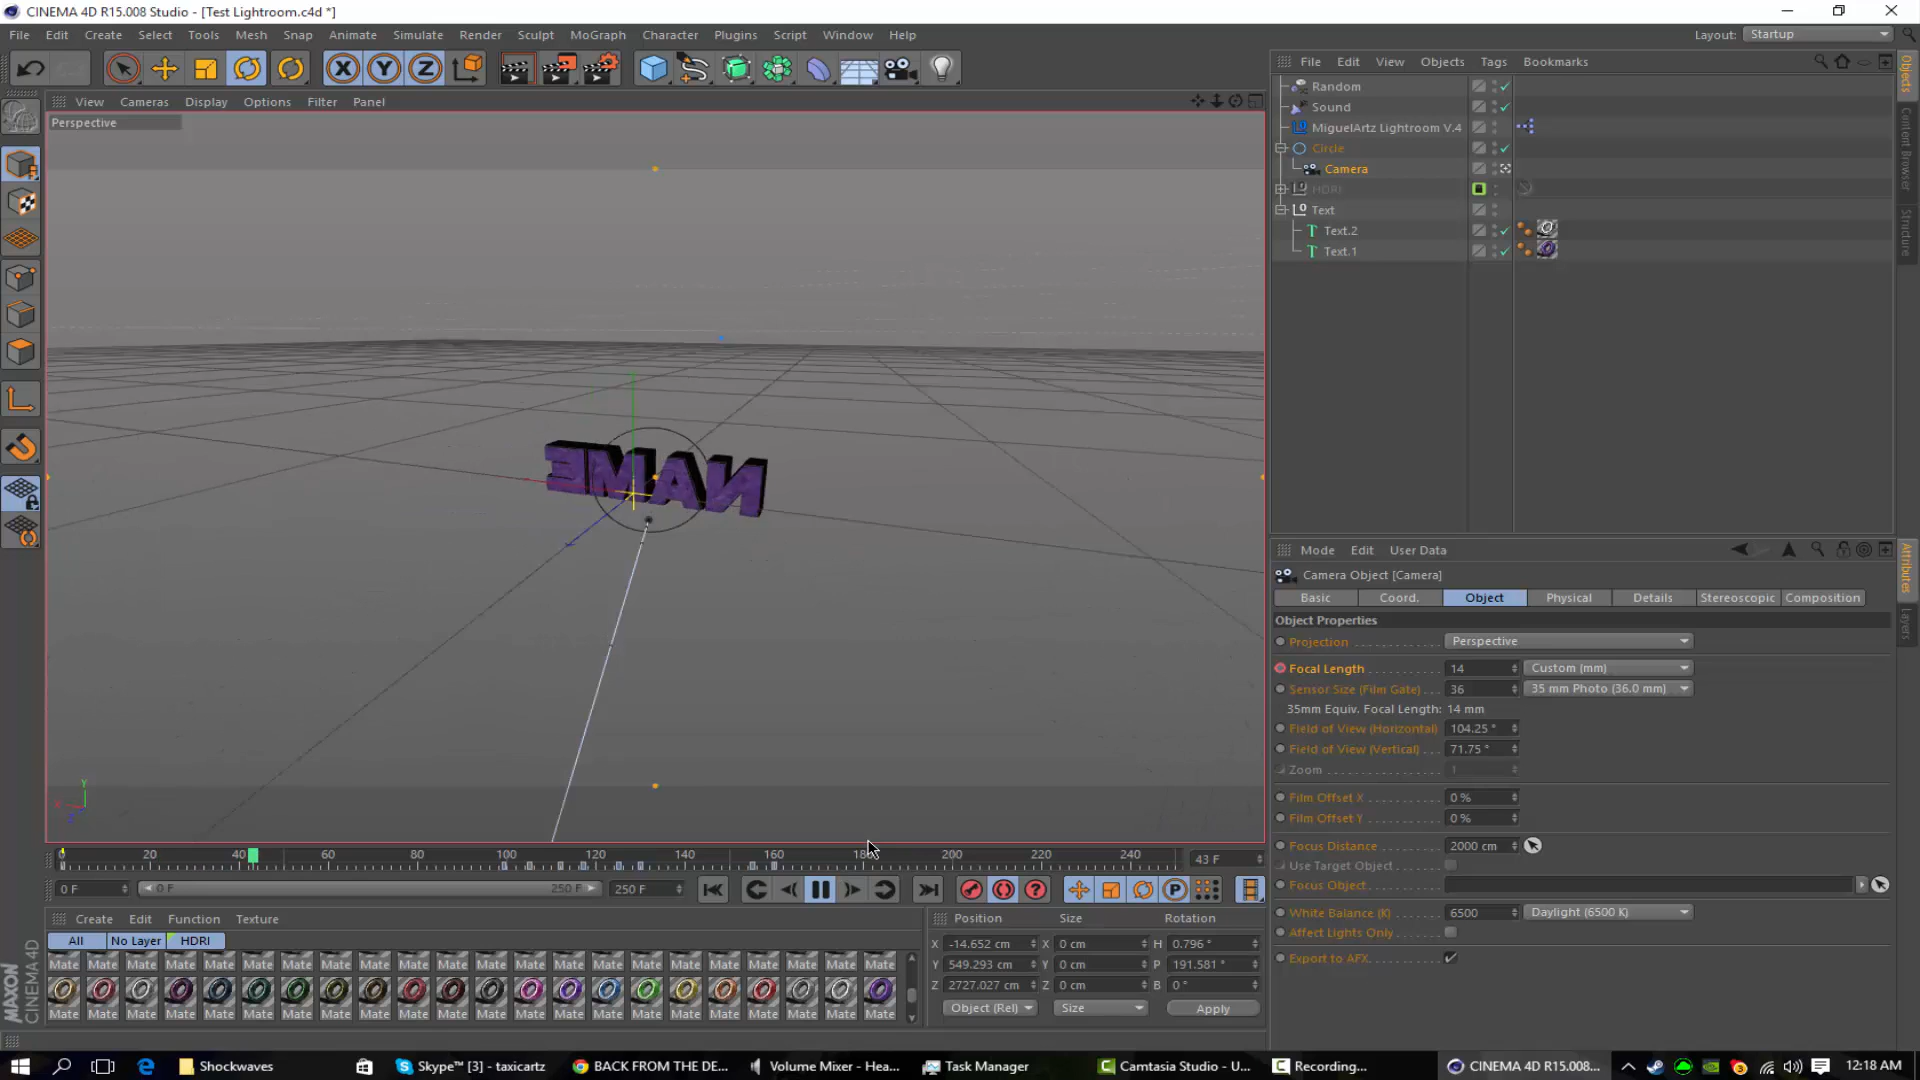 CINEMA 4D R15.008 Studio - [Test Lightroom.c4d *]
File Edit Create Select Tools Mesh Snap Animate Simulate Render Sculpt MoGraph Character Plugins Script Window Help
Layout: Startup
View Cameras Display Options Filter Panel
Perspective
File Edit View Objects Tags Bookmarks
Random
Sound
MiguelArtz Lightroom V.4
Circle
Camera
HDRI
Text
Text.2
Text.1
Objects
Content Browser
Structure
NAME
Y
X
Z
Mode Edit User Data
Camera Object [Camera]
Basic Coord. Object Physical Details Stereoscopic Composition
Object Properties
Projection Perspective
Focal Length 14 Custom (mm)
Sensor Size (Film Gate) 36 35 mm Photo (36.0 mm)
35mm Equiv. Focal Length: 14 mm
Field of View (Horizontal) 104.25 °
Field of View (Vertical) 71.75 °
Zoom 1
Film Offset X 0 %
Film Offset Y 0 %
Focus Distance 2000 cm
Use Target Object
Focus Object
White Balance (K) 6500 Daylight (6500 K)
Affect Lights Only
Export to AFX
Attributes
Layers
0 20 40 60 80 100 120 140 160 180 200 220 240
43 F
0 F 0 F 250 F 250 F
Create Edit Function Texture
All No Layer HDRI
Mate Mate Mate Mate Mate Mate Mate Mate Mate Mate Mate Mate Mate Mate Mate Mate Mate Mate Mate Mate Mate Mate
Mate Mate Mate Mate Mate Mate Mate Mate Mate Mate Mate Mate Mate Mate Mate Mate Mate Mate Mate Mate Mate Mate
Position Size Rotation
X -14.652 cm X 0 cm H 0.796 °
Y 549.293 cm Y 0 cm P 191.581 °
Z 2727.027 cm Z 0 cm B 0 °
Object (Rel) Size Apply
MAXON
CINEMA 4D
Shockwaves
Skype™ [3] - taxicartz
BACK FROM THE DE...
Volume Mixer - Hea...
Task Manager
Camtasia Studio - U...
Recording...
CINEMA 4D R15.008...
12:18 AM